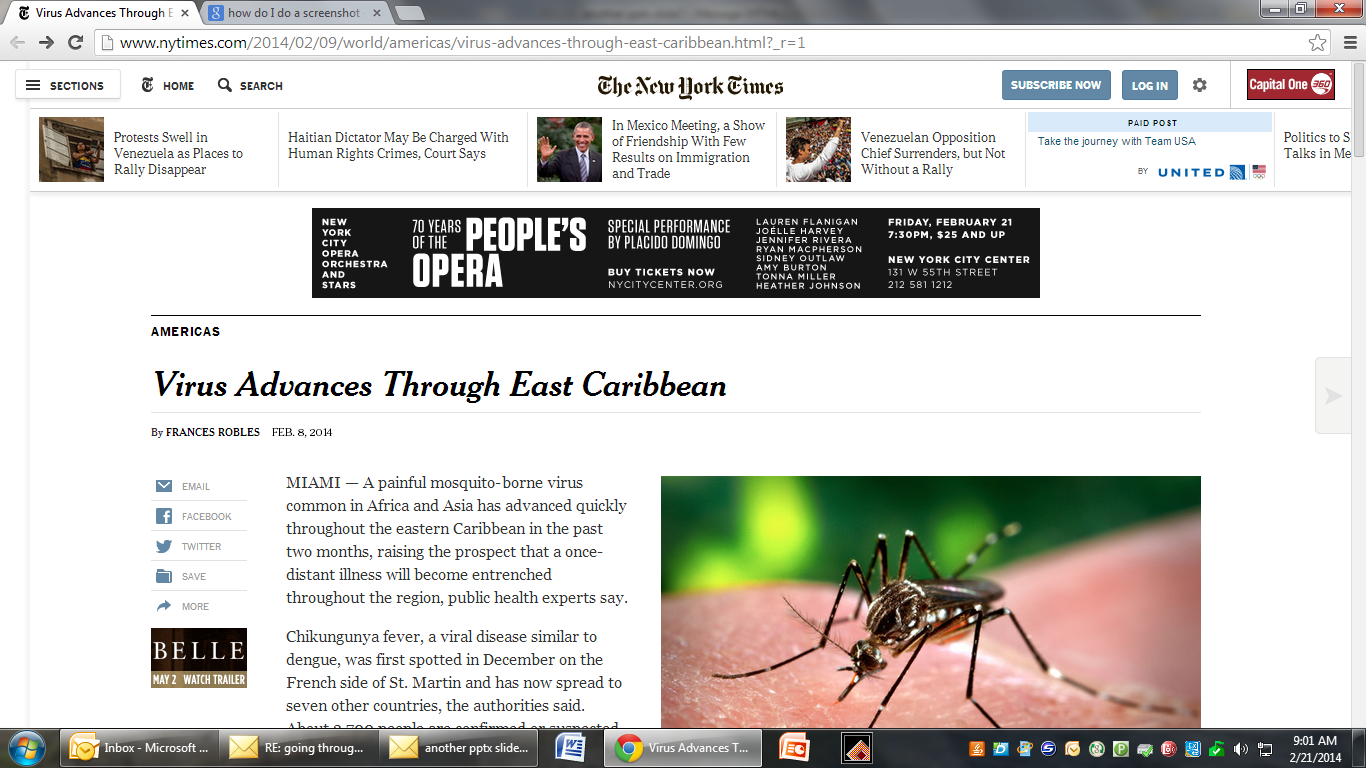 Virus Advances Through E
how do I do a screenshot
www.nytimes.com/2014/02/09/world/americas/virus-advances-through-east-caribbean.html?_r=1
SECTIONS
HOME
SEARCH
The New York Times
SUBSCRIBE NOW
LOG IN
Capital One 360
Protests Swell in
Venezuela as Places to
Rally Disappear
Haitian Dictator May Be Charged With
Human Rights Crimes, Court Says
In Mexico Meeting, a Show
of Friendship With Few
Results on Immigration
and Trade
Venezuelan Opposition
Chief Surrenders, but Not
Without a Rally
PAID POST
Take the journey with Team USA
BY UNITED
Politics to S
Talks in Me
NEW
YORK
CITY
OPERA
ORCHESTRA
AND
STARS
70 YEARS
OF THE
PEOPLE'S
OPERA
SPECIAL PERFORMANCE
BY PLACIDO DOMINGO
BUY TICKETS NOW
NYCITYCENTER.ORG
LAUREN FLANIGAN
JOÉLLE HARVEY
JENNIFER RIVERA
RYAN MACPHERSON
SIDNEY OUTLAW
AMY BURTON
TONNA MILLER
HEATHER JOHNSON
FRIDAY, FEBRUARY 21
7:30PM, $25 AND UP
NEW YORK CITY CENTER
131 W 55TH STREET
212 581 1212
AMERICAS
Virus Advances Through East Caribbean
By FRANCES ROBLES FEB. 8, 2014
EMAIL
FACEBOOK
TWITTER
SAVE
MORE
BELLE
MAY 2 WATCH TRAILER
MIAMI — A painful mosquito-borne virus
common in Africa and Asia has advanced quickly
throughout the eastern Caribbean in the past
two months, raising the prospect that a once-
distant illness will become entrenched
throughout the region, public health experts say.
Chikungunya fever, a viral disease similar to
dengue, was first spotted in December on the
French side of St. Martin and has now spread to
seven other countries, the authorities said.
people are confirmed or suspected
Inbox - Microsoft ...
RE: going throug...
another pptx slide...
Virus Advances T...
9:01 AM
2/21/2014